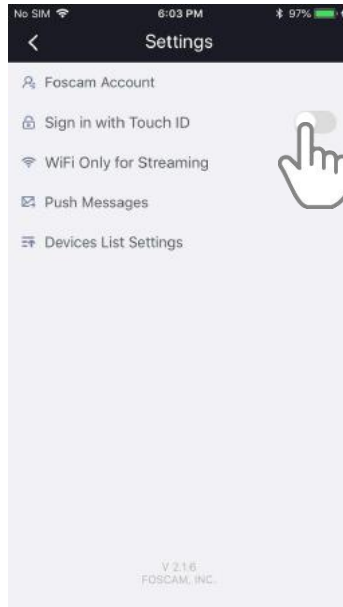 No SIM 6:03 PM 97%
Settings
Foscam Account
Sign in with Touch ID
WiFi Only for Streaming
Push Messages
Devices List Settings
V 2.1.6
FOSCAM, INC.